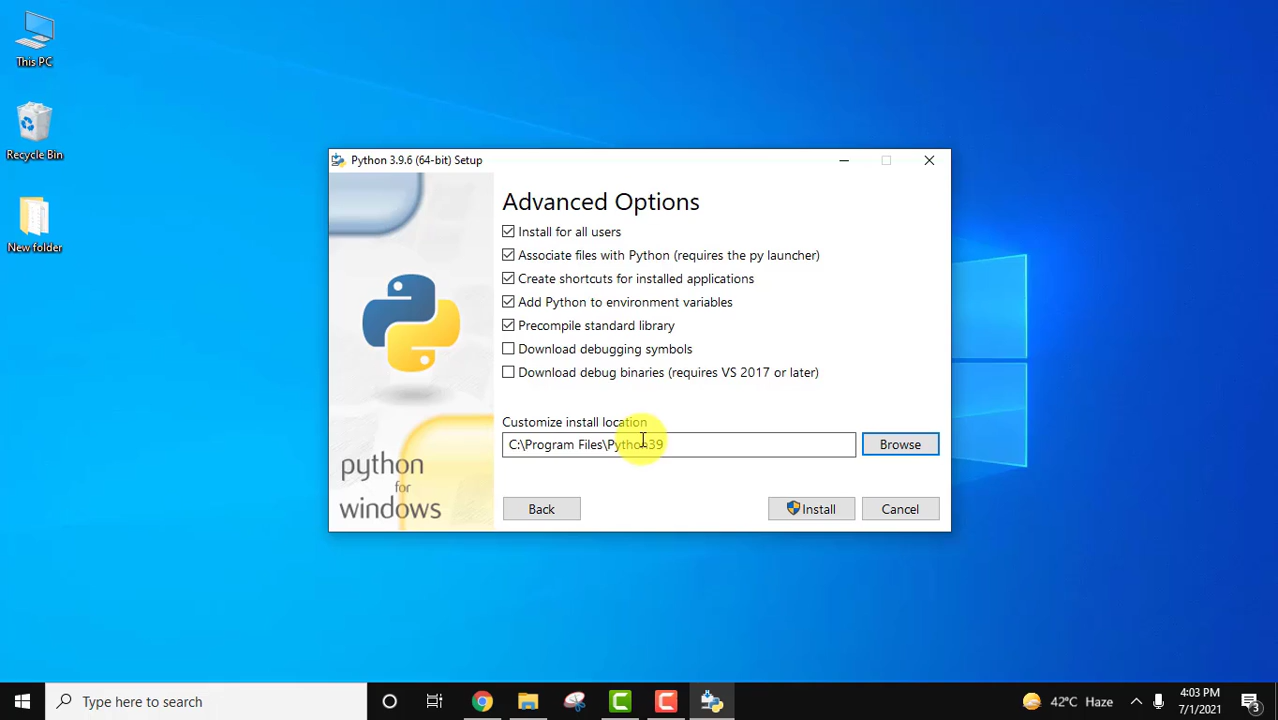 This PC
Recycle Bin
New folder
Python 3.9.6 (64-bit) Setup
Advanced Options
Install for all users
Associate files with Python (requires the py launcher)
Create shortcuts for installed applications
Add Python to environment variables
Precompile standard library
Download debugging symbols
Download debug binaries (requires VS 2017 or later)
Customize install location
C:\Program Files\Python39
Browse
python
for
windows
Back
Install
Cancel
Type here to search
42°C Haze
4:03 PM
7/1/2021
3